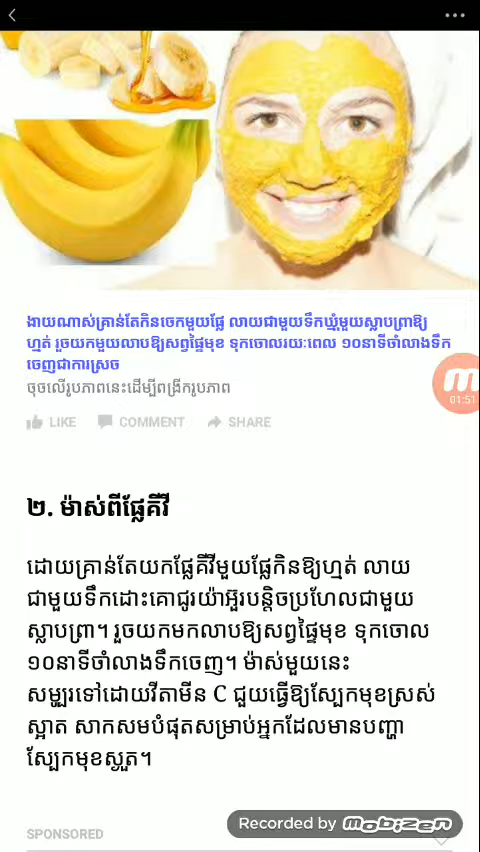 ងាយណាស់គ្រាន់តែកិនចេកមួយផ្លែ លាយជាមួយទឹកឃ្មុំមួយស្លាបព្រាឱ្យ
ហ្មត់ រួចយកមួយលាបឱ្យសព្វផ្ទៃមុខ ទុកចោលរយៈពេល ១០នាទីចាំលាងទឹក
ចេញជាការស្រេច
ចុចលើរូបភាពនេះដើម្បីពង្រីករូបភាព
LIKE COMMENT SHARE
m
01:51
២. ម៉ាស់ពីផ្លែគីវី
ដោយគ្រាន់តែយកផ្លែគីវីមួយផ្លែកិនឱ្យហ្មត់ លាយ
ជាមួយទឹកដោះគោជូរយ៉ាអ៊ួរបន្តិចប្រហែលជាមួយ
ស្លាបព្រា។ រួចយកមកលាបឱ្យសព្វផ្ទៃមុខ ទុកចោល
១០នាទីចាំលាងទឹកចេញ។ ម៉ាស់មួយនេះ
សម្បូរទៅដោយវីតាមីន C ជួយធ្វើឱ្យស្បែកមុខស្រស់
ស្អាត សាកសមបំផុតសម្រាប់អ្នកដែលមានបញ្ហា
ស្បែកមុខស្ងួត។
Recorded by mobizen
SPONSORED